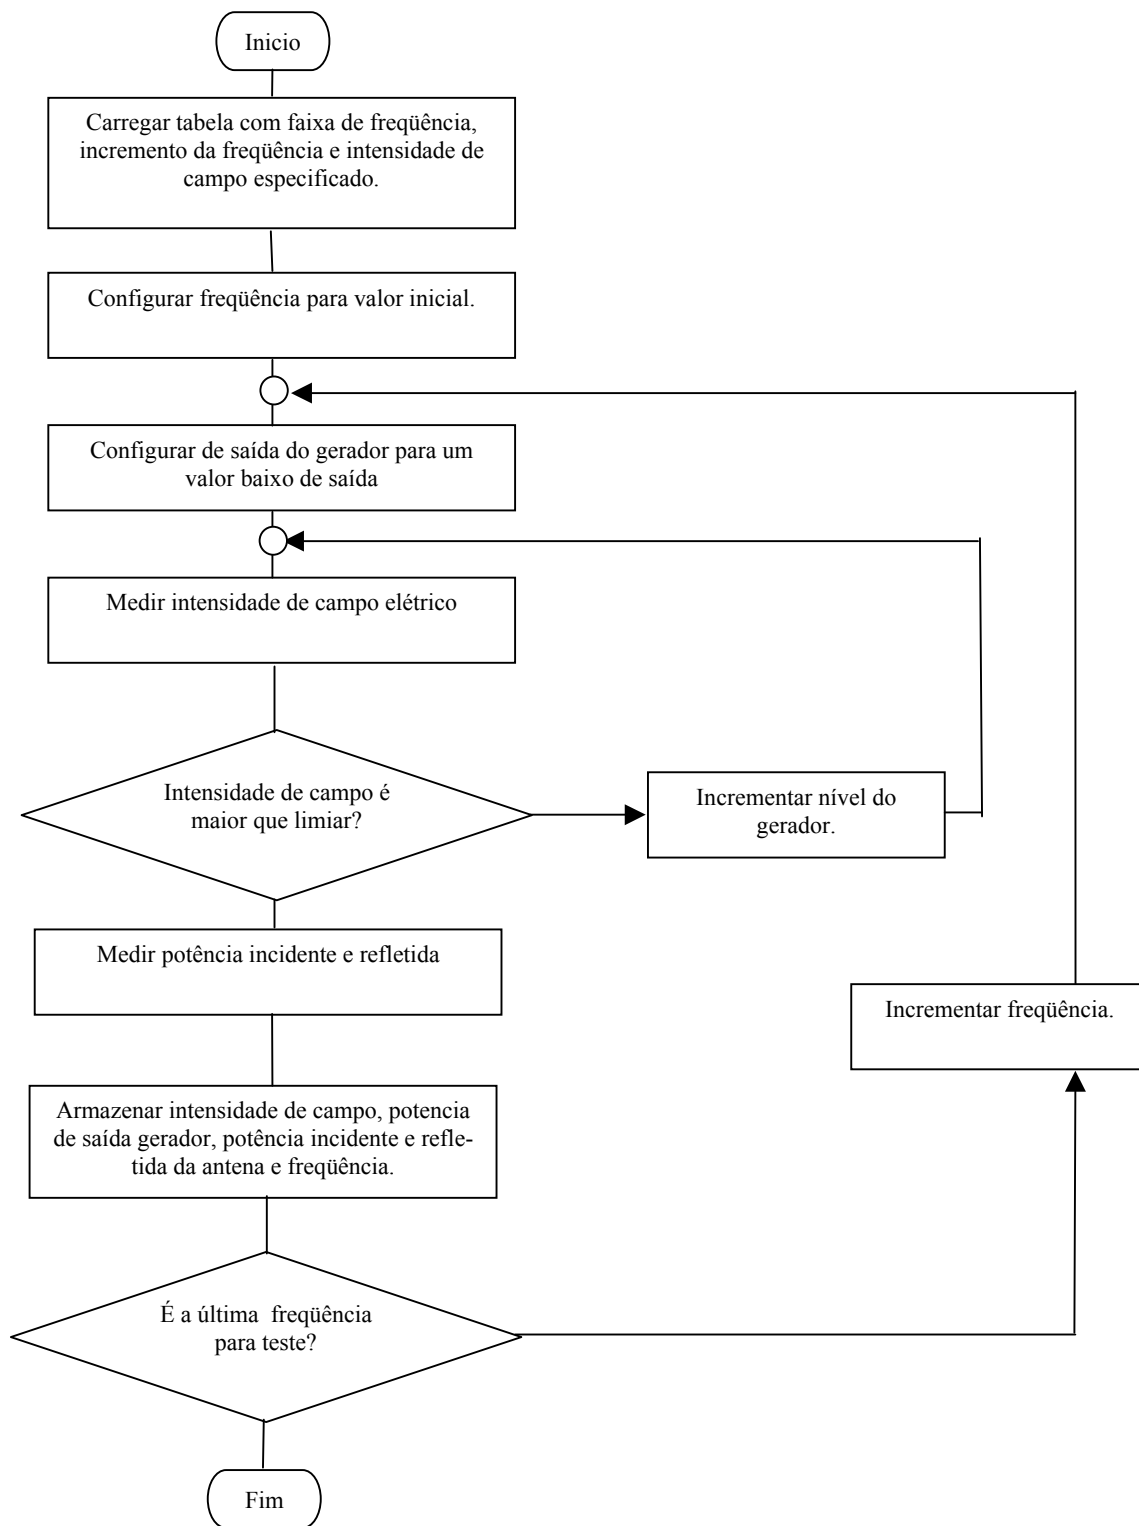 Inicio
Carregar tabela com faixa de freqüência,
incremento da freqüência e intensidade de
campo especificado.
Configurar freqüência para valor inicial.
Configurar de saída do gerador para um
valor baixo de saída
Medir intensidade de campo elétrico
Intensidade de campo é
maior que limiar?
Incrementar nível do
gerador.
Medir potência incidente e refletida
Incrementar freqüência.
Armazenar intensidade de campo, potencia
de saída gerador, potência incidente e refle-
tida da antena e freqüência.
É a última  freqüência
para teste?
Fim